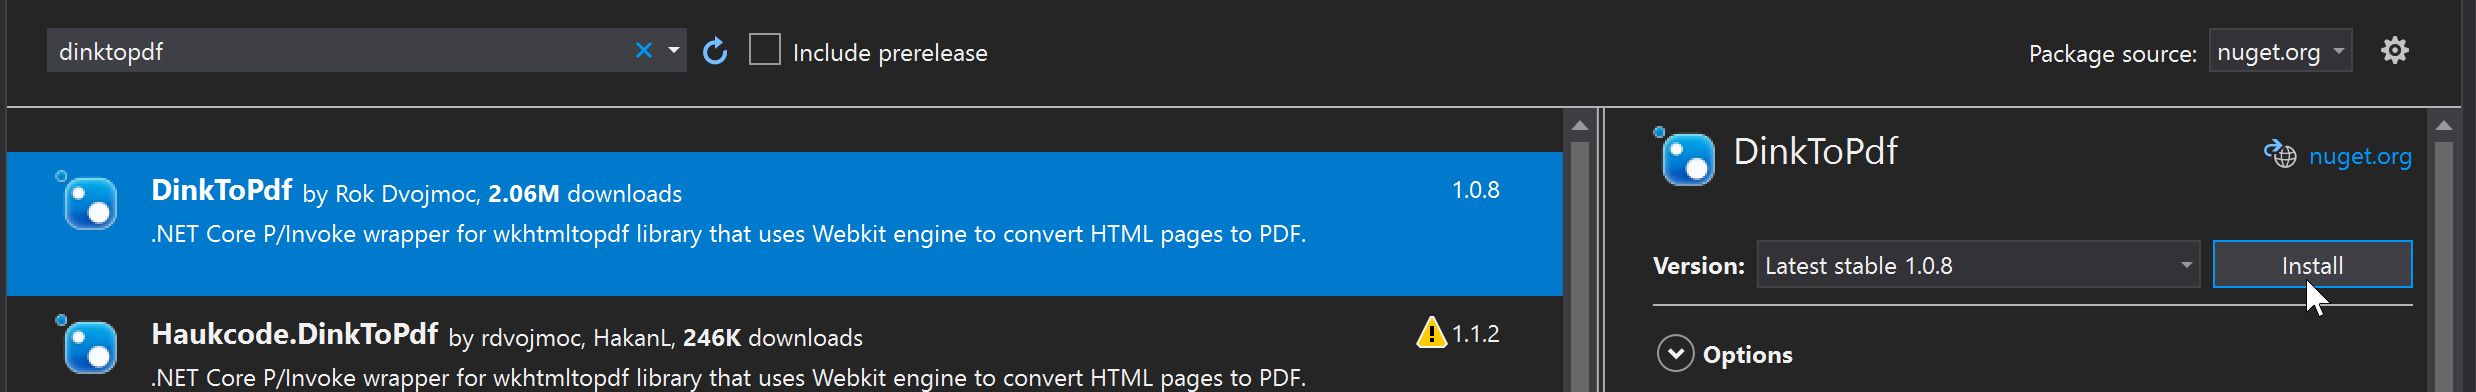 dinktopdf
Include prerelease
Package source: nuget.org
DinkToPdf by Rok Dvojmoc, 2.06M downloads
1.0.8
.NET Core P/Invoke wrapper for wkhtmltopdf library that uses Webkit engine to convert HTML pages to PDF.
Haukcode.DinkToPdf by rdvojmoc, HakanL, 246K downloads
1.1.2
.NET Core P/Invoke wrapper for wkhtmltopdf library that uses Webkit engine to convert HTML pages to PDF.
DinkToPdf
nuget.org
Version: Latest stable 1.0.8
Install
Options